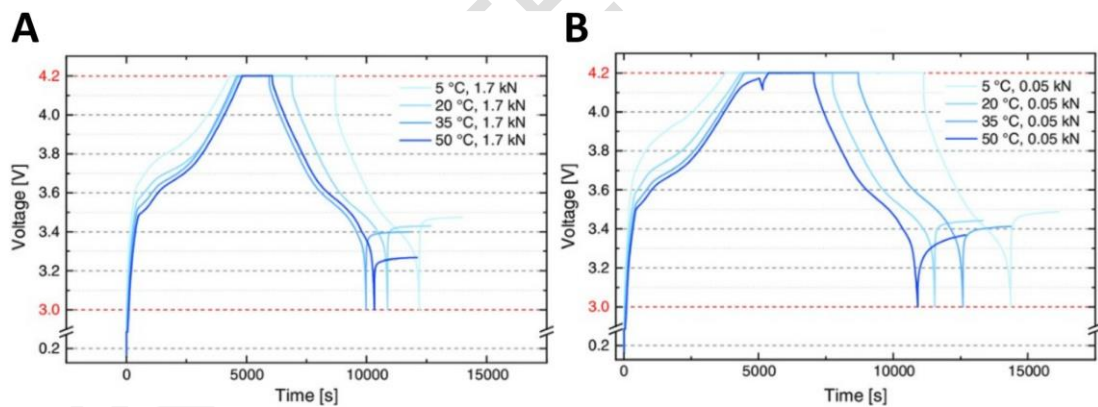 A
4.2
4.0
3.8
3.6
3.4
3.2
3.0
0.2
Voltage [V]
5 °C, 1.7 kN
20 °C, 1.7 kN
35 °C, 1.7 kN
50 °C, 1.7 kN
0
5000
10000
15000
Time [s]
B
4.2
4.0
3.8
3.6
3.4
3.2
3.0
0.2
Voltage [V]
5 °C, 0.05 kN
20 °C, 0.05 kN
35 °C, 0.05 kN
50 °C, 0.05 kN
0
5000
10000
15000
Time [s]